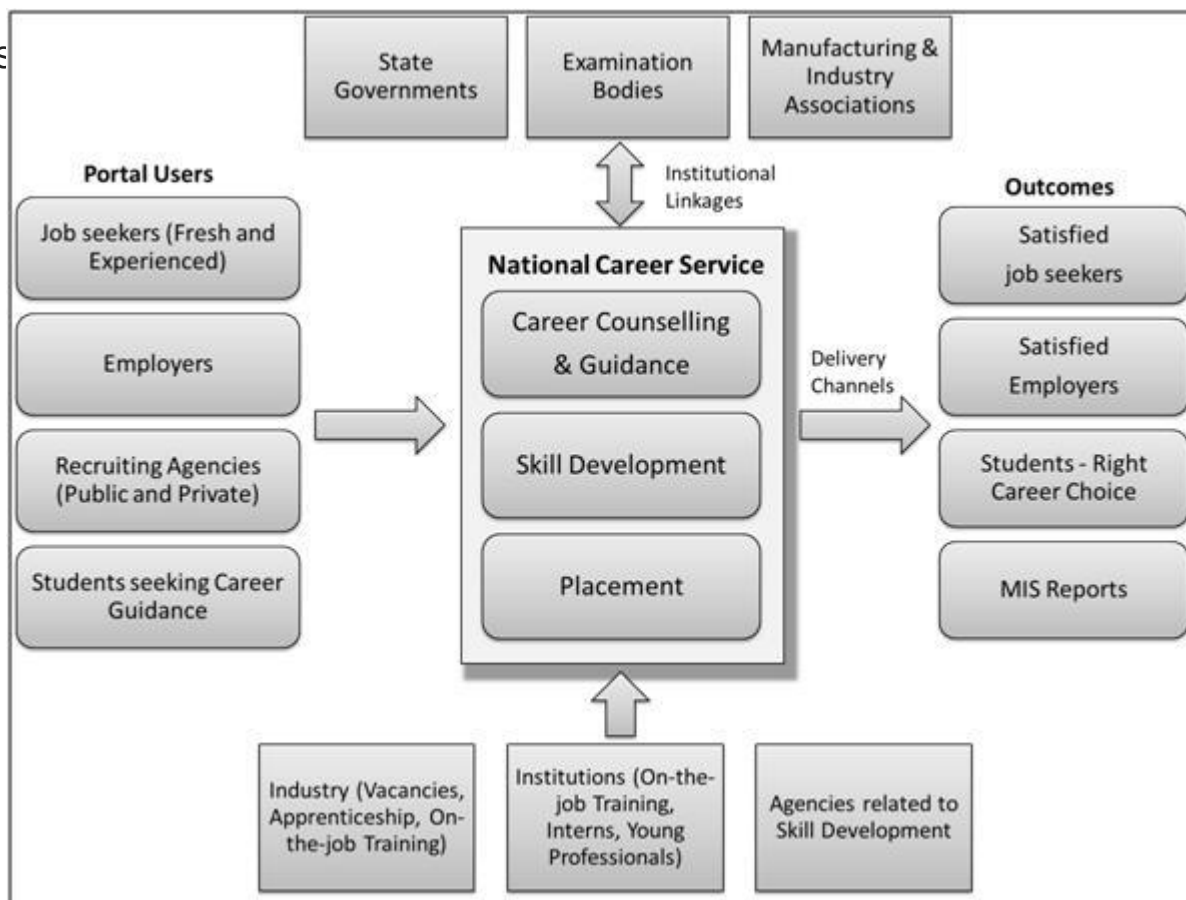 State
Governments
Examination
Bodies
Manufacturing &
Industry
Associations
Institutional
Linkages
Portal Users
Job seekers (Fresh and
Experienced)
Employers
Recruiting Agencies
(Public and Private)
Students seeking Career
Guidance
National Career Service
Career Counselling
& Guidance
Skill Development
Placement
Delivery
Channels
Outcomes
Satisfied
job seekers
Satisfied
Employers
Students - Right
Career Choice
MIS Reports
Industry (Vacancies,
Apprenticeship, On-
the-job Training)
Institutions (On-the-
job Training,
Interns, Young
Professionals)
Agencies related to
Skill Development